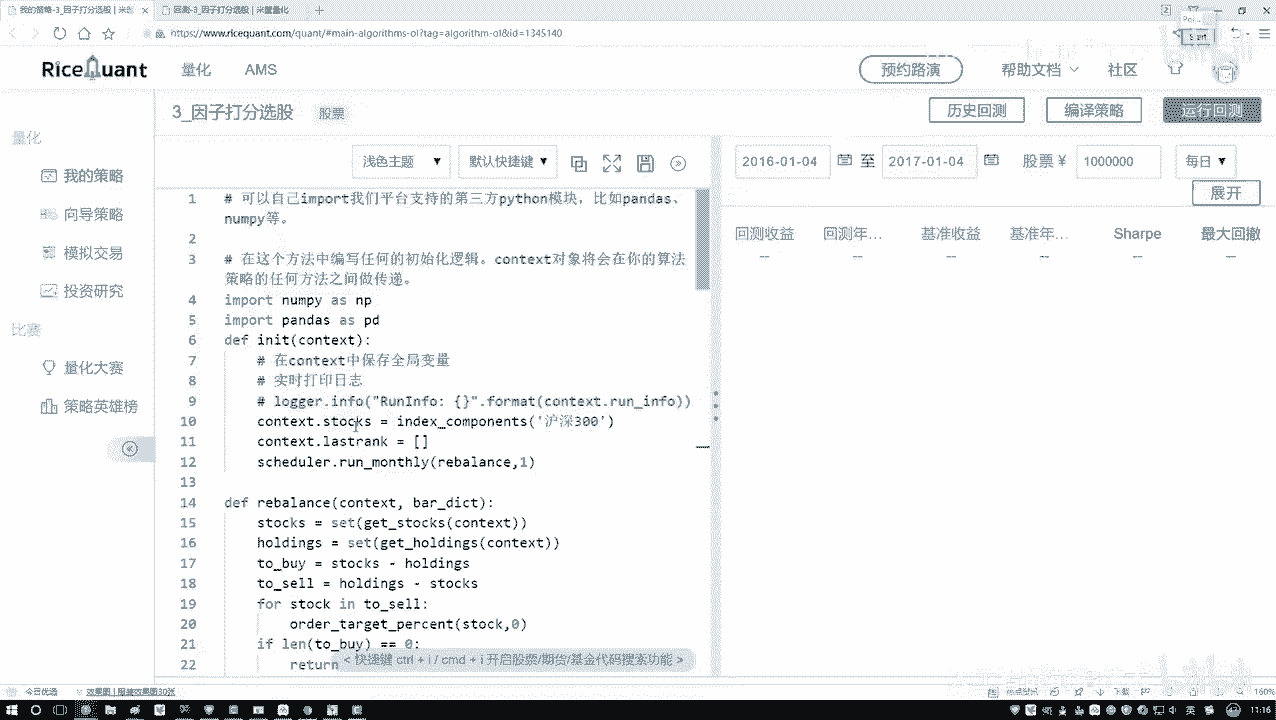 我的策略-3_因子打分选股 | 米
回测-3_因子打分选股 | 米筐量化
https://www.ricequant.com/quant/#main-algorithms-ol?tag=algorithm-ol&id=1345140
RiceQuant 量化 AMS 预约路演 帮助文档 社区
3_因子打分选股 股票 历史回测 编译策略 运行回测
量化
我的策略
向导策略
模拟交易
投资研究
比赛
量化大赛
策略英雄榜
浅色主题 默认快捷键
2016-01-04 至 2017-01-04 股票 ¥ 1000000 每日
展开
回测收益 回测年... 基准收益 基准年... Sharpe 最大回撤
-- -- -- -- -- --
1 # 可以自己import我们平台支持的第三方python模块，比如pandas、
numpy等。
2
3 # 在这个方法中编写任何的初始化逻辑。context对象将会在你的算法
策略的任何方法之间做传递。
4 import numpy as np
5 import pandas as pd
6 def init(context):
7 # 在context中保存全局变量
8 # 实时打印日志
9 # logger.info("RunInfo: {}".format(context.run_info))
10 context.stocks = index_components('沪深300')
11 context.lastrank = []
12 scheduler.run_monthly(rebalance,1)
13
14 def rebalance(context, bar_dict):
15 stocks = set(get_stocks(context))
16 holdings = set(get_holdings(context))
17 to_buy = stocks - holdings
18 to_sell = holdings - stocks
19 for stock in to_sell:
20 order_target_percent(stock,0)
21 if len(to_buy) == 0:
22 return
< 快捷键 ctrl + i / cmd + i 开启股票/期货/基金代码搜索功能 >
今日优选
160%
11:16